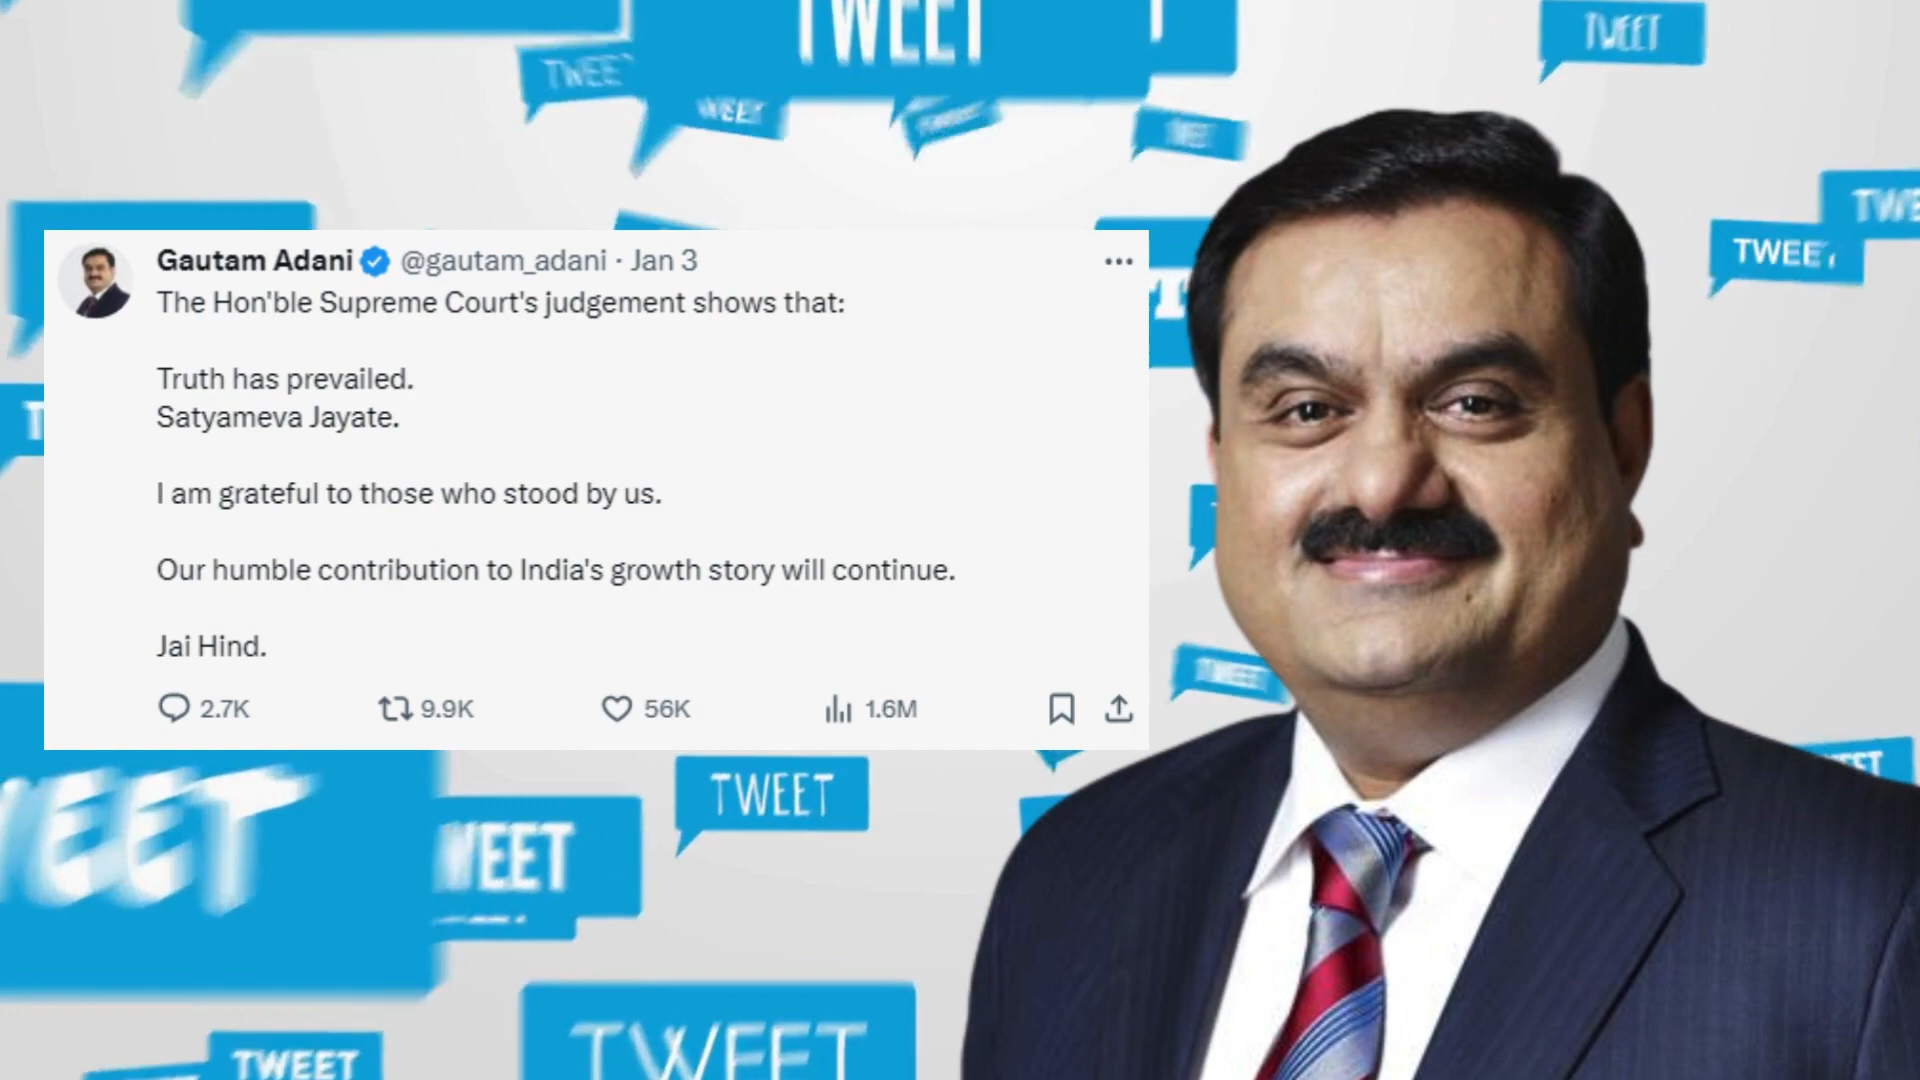 TWEET
TWEET
TWEET
TWEET
Gautam Adani @gautam_adani · Jan 3
The Hon'ble Supreme Court's judgement shows that:
Truth has prevailed.
Satyameva Jayate.
I am grateful to those who stood by us.
Our humble contribution to India's growth story will continue.
Jai Hind.
2.7K 9.9K 56K 1.6M
TWEET
TWEET
TWEET
TWEET